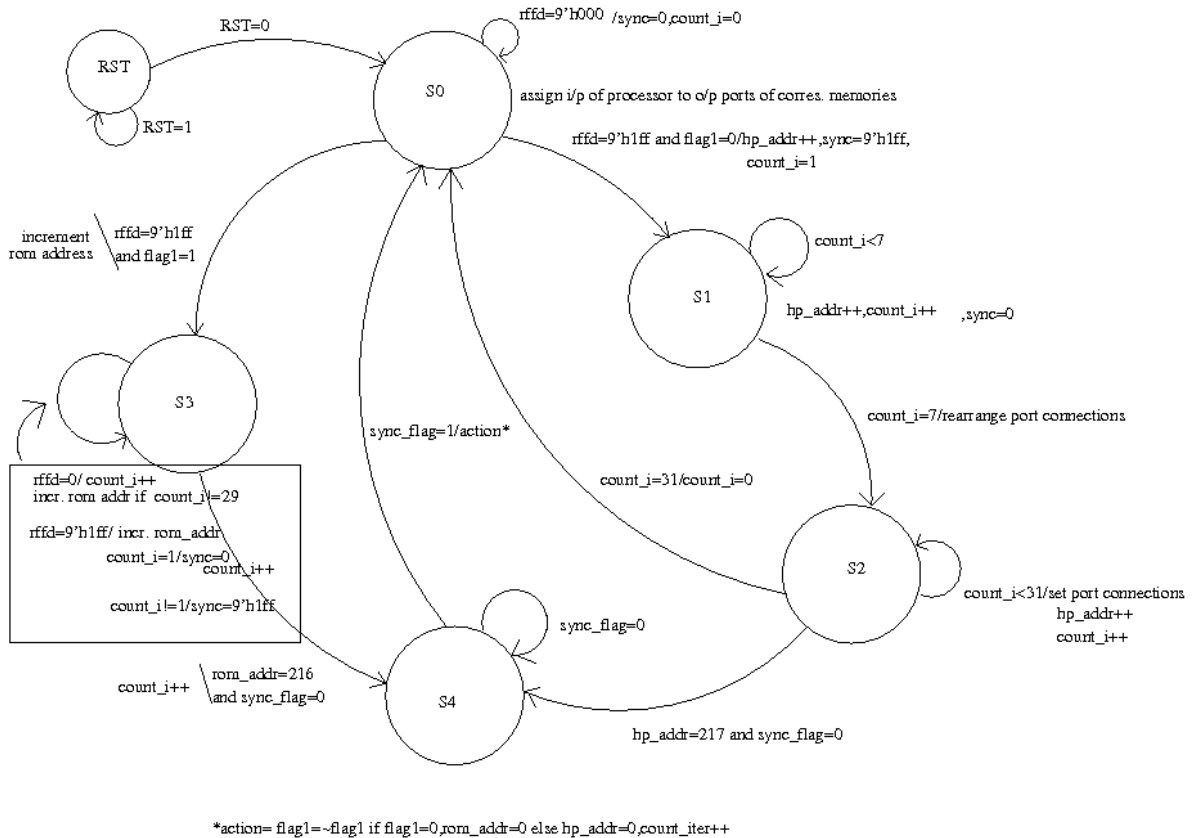 RST=0
rffd=9'h000 /sync=0,count_i=0
RST
S0
assign i/p of processor to o/p ports of corres. memories
RST=1
rffd=9'h1ff and flag1=0/hp_addr++,sync=9'h1ff,
count_i=1
increment
rom address
rffd=9'h1ff
and flag1=1
count_i<7
S1
hp_addr++,count_i++ ,sync=0
S3
sync_flag=1/action*
count_i=7/rearrange port connections
count_i=31/count_i=0
rffd=0/ count_i++
incr. rom addr if count_i!=29
rffd=9'h1ff/ incr. rom_addr
count_i=1/sync=0
count_i++
count_i!=1/sync=9'h1ff
S2
count_i<31/set port connections
hp_addr++
count_i++
sync_flag=0
count_i++
rom_addr=216
and sync_flag=0
S4
hp_addr=217 and sync_flag=0
*action= flag1=~flag1 if flag1=0,rom_addr=0 else hp_addr=0,count_iter++